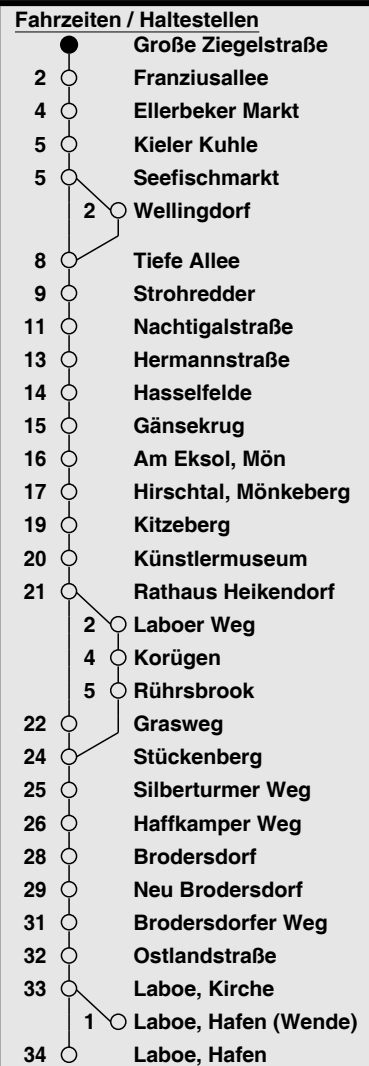 Fahrzeiten / Haltestellen
Große Ziegelstraße
2 Franziusallee
4 Ellerbeker Markt
5 Kieler Kuhle
5 Seefischmarkt
2 Wellingdorf
8 Tiefe Allee
9 Strohredder
11 Nachtigalstraße
13 Hermannstraße
14 Hasselfelde
15 Gänsekrug
16 Am Eksol, Mön
17 Hirschtal, Mönkeberg
19 Kitzeberg
20 Künstlermuseum
21 Rathaus Heikendorf
2 Laboer Weg
4 Korügen
5 Rührsbrook
22 Grasweg
24 Stückenberg
25 Silberturmer Weg
26 Haffkamper Weg
28 Brodersdorf
29 Neu Brodersdorf
31 Brodersdorfer Weg
32 Ostlandstraße
33 Laboe, Kirche
1 Laboe, Hafen (Wende)
34 Laboe, Hafen